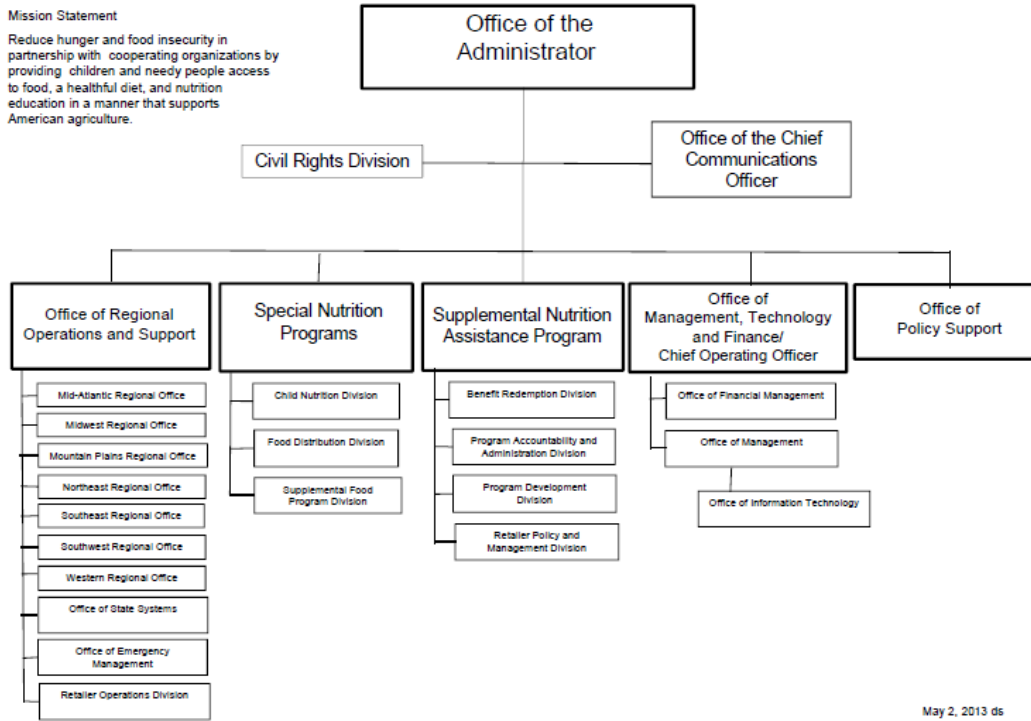 Mission Statement
Reduce hunger and food insecurity in
partnership with cooperating organizations by
providing children and needy people access
to food, a healthful diet, and nutrition
education in a manner that supports
American agriculture.
Office of the
Administrator
Civil Rights Division
Office of the Chief
Communications
Officer
Office of Regional
Operations and Support
Mid-Atlantic Regional Office
Midwest Regional Office
Mountain Plains Regional Office
Northeast Regional Office
Southeast Regional Office
Southwest Regional Office
Western Regional Office
Office of State Systems
Office of Emergency
Management
Retailer Operations Division
Special Nutrition
Programs
Child Nutrition Division
Food Distribution Division
Supplemental Food
Program Division
Supplemental Nutrition
Assistance Program
Benefit Redemption Division
Program Accountability and
Administration Division
Program Development
Division
Retailer Policy and
Management Division
Office of
Management, Technology
and Finance/
Chief Operating Officer
Office of Financial Management
Office of Management
Office of Information Technology
Office of
Policy Support
May 2, 2013 ds